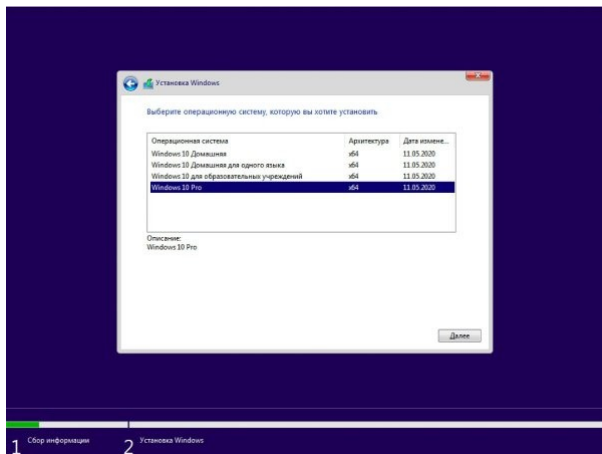 Установка Windows
Выберите операционную систему, которую вы хотите установить
Операционная система Архитектура Дата измене...
Windows 10 Домашняя x64 11.05.2020
Windows 10 Домашняя для одного языка x64 11.05.2020
Windows 10 для образовательных учреждений x64 11.05.2020
Windows 10 Pro x64 11.05.2020
Описание:
Windows 10 Pro
Далее
1 Сбор информации 2 Установка Windows